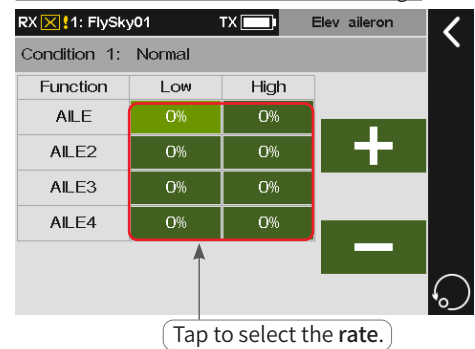 RX !1: FlySky01 TX Elev aileron
Condition 1: Normal
Function Low High
AILE 0% 0%
AILE2 0% 0%
AILE3 0% 0%
AILE4 0% 0%
Tap to select the rate.